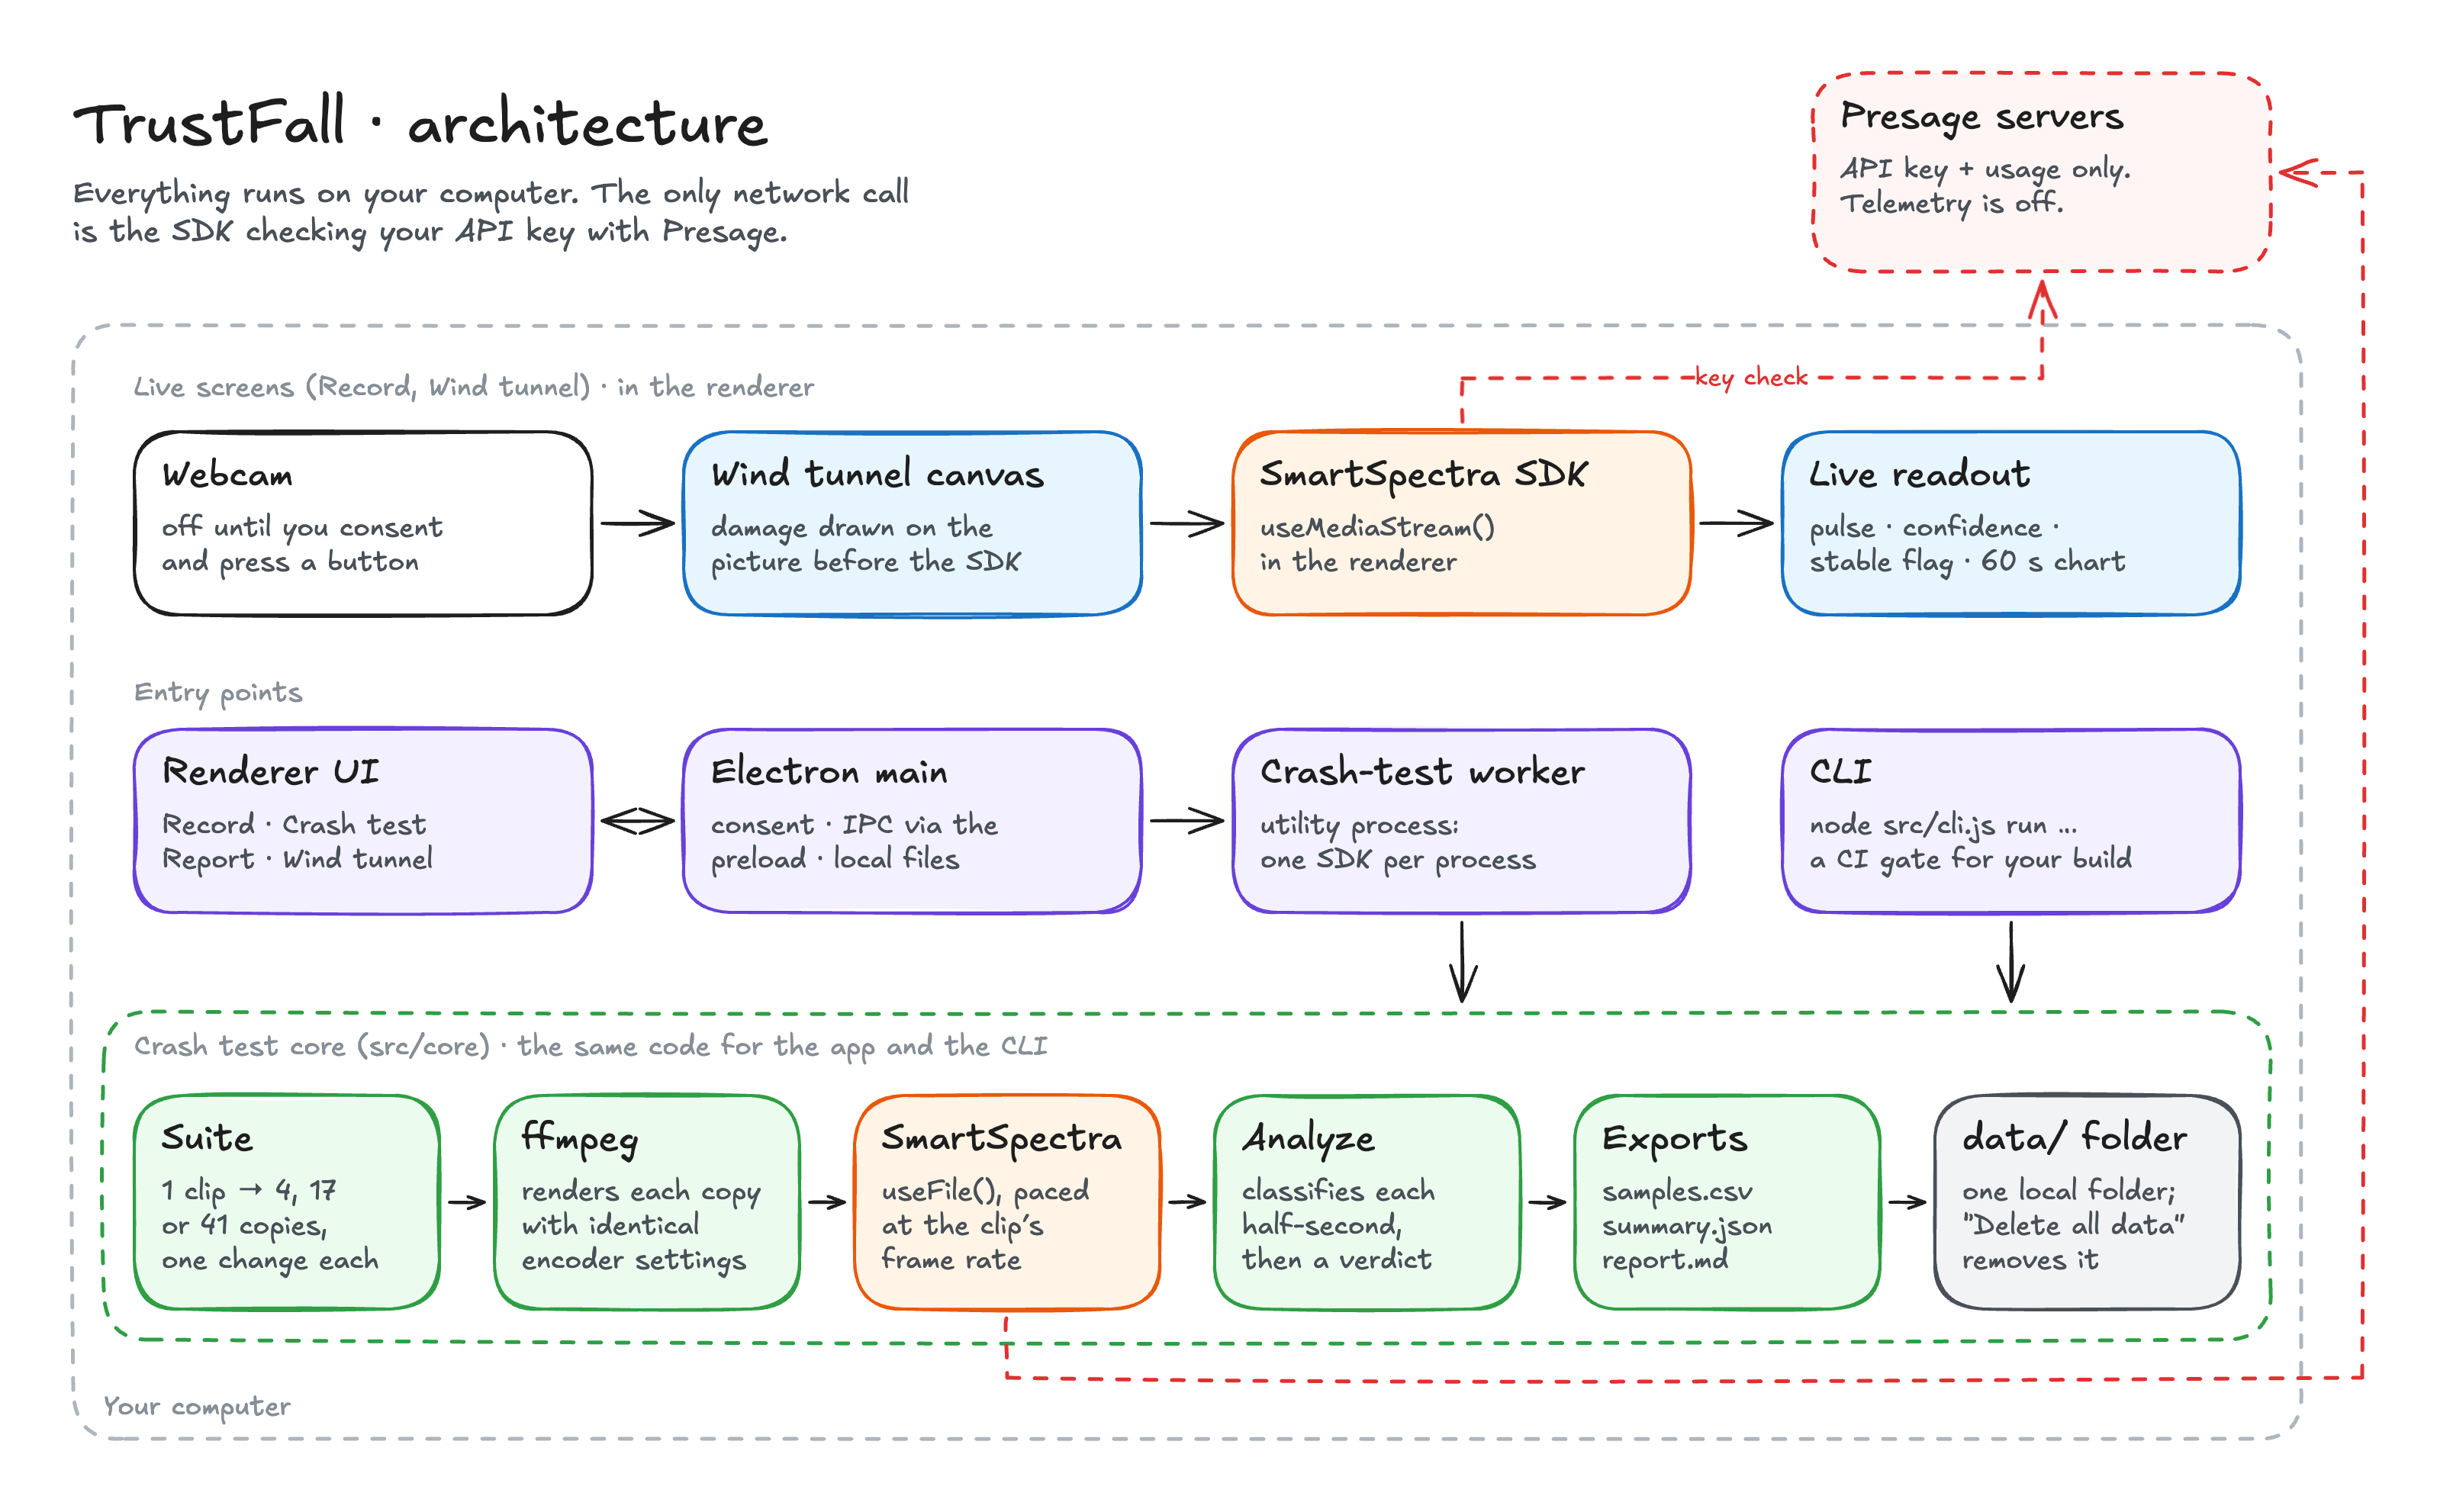 TrustFall · architecture
Everything runs on your computer. The only network call
is the SDK checking your API key with Presage.
Presage servers
API key + usage only.
Telemetry is off.
Live screens (Record, Wind tunnel) · in the renderer
key check
Webcam
off until you consent
and press a button
Wind tunnel canvas
damage drawn on the
picture before the SDK
SmartSpectra SDK
useMediaStream()
in the renderer
Live readout
pulse · confidence ·
stable flag · 60 s chart
Entry points
Renderer UI
Record · Crash test
Report · Wind tunnel
Electron main
consent · IPC via the
preload · local files
Crash-test worker
utility process:
one SDK per process
CLI
node src/cli.js run ...
a CI gate for your build
Crash test core (src/core) · the same code for the app and the CLI
Suite
1 clip → 4, 17
or 41 copies,
one change each
ffmpeg
renders each copy
with identical
encoder settings
SmartSpectra
useFile(), paced
at the clip's
frame rate
Analyze
classifies each
half-second,
then a verdict
Exports
samples.csv
summary.json
report.md
data/ folder
one local folder;
"Delete all data"
removes it
Your computer